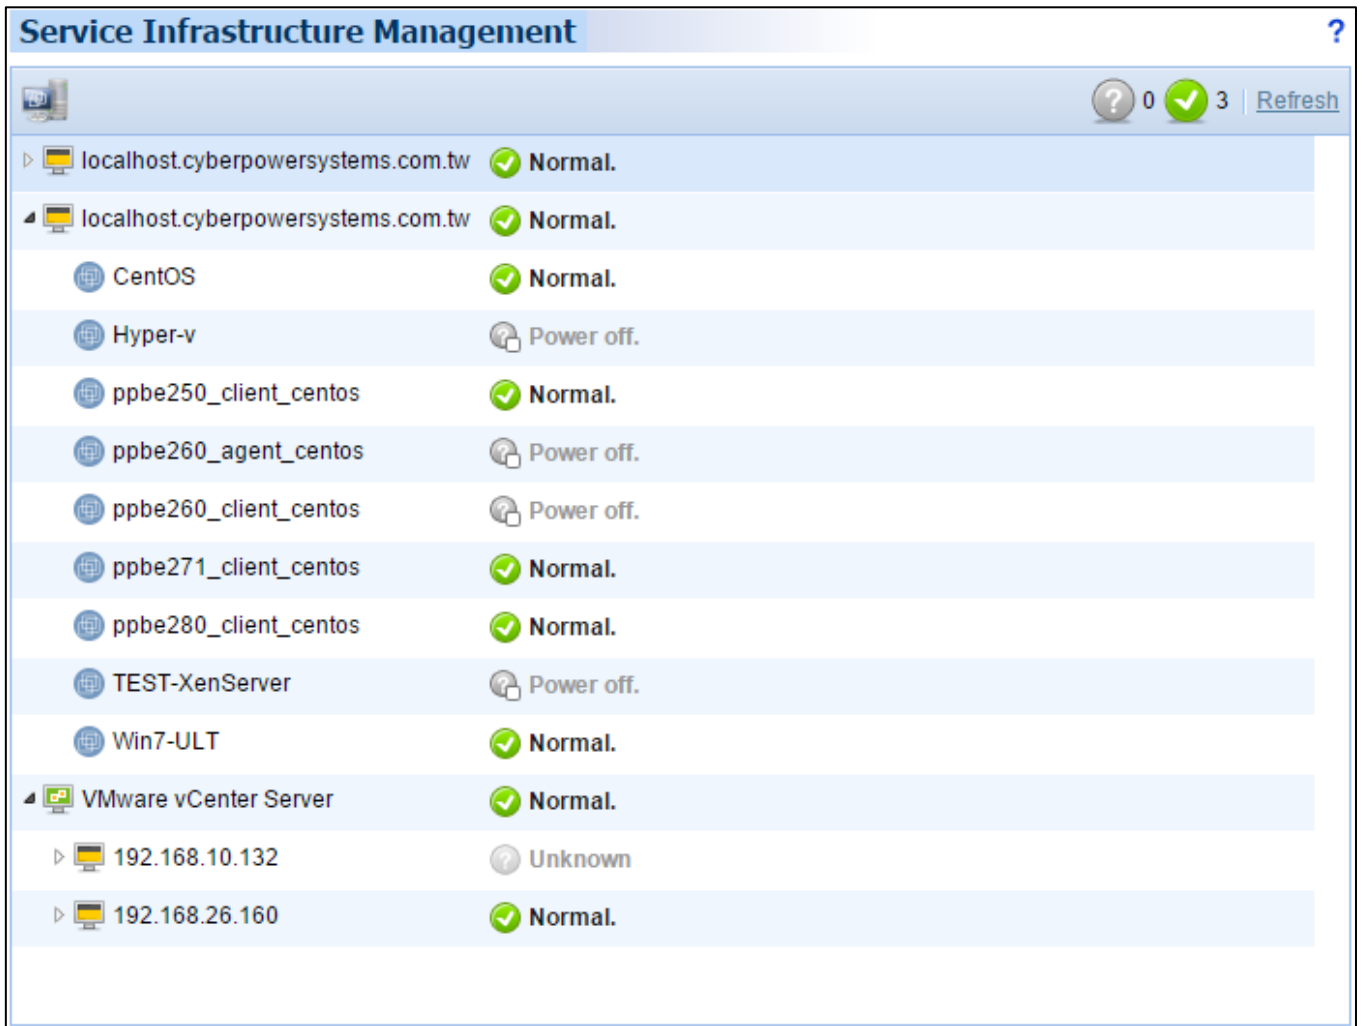 Service Infrastructure Management ?
0 3 Refresh
localhost.cyberpowersystems.com.tw Normal.
localhost.cyberpowersystems.com.tw Normal.
CentOS Normal.
Hyper-v Power off.
ppbe250_client_centos Normal.
ppbe260_agent_centos Power off.
ppbe260_client_centos Power off.
ppbe271_client_centos Normal.
ppbe280_client_centos Normal.
TEST-XenServer Power off.
Win7-ULT Normal.
VMware vCenter Server Normal.
192.168.10.132 Unknown
192.168.26.160 Normal.